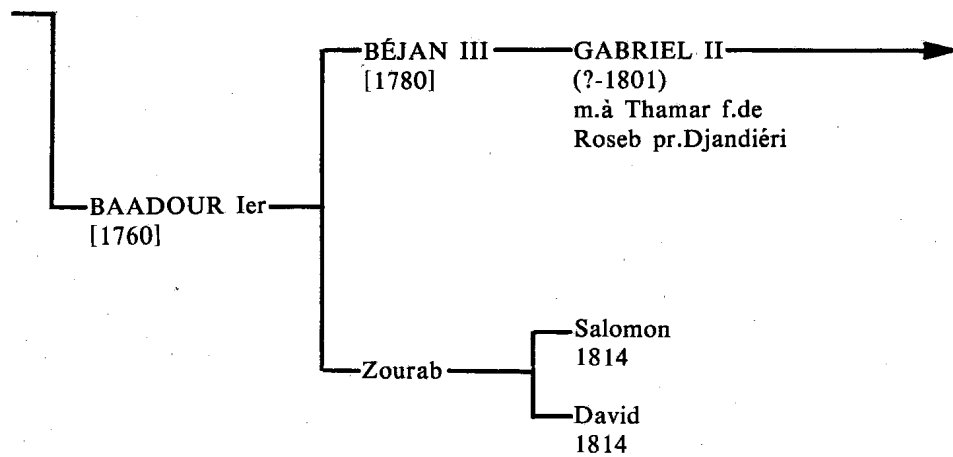 BÉJAN III
[1780]
GABRIEL II
(?-1801)
m.à Thamar f.de
Roseb pr.Djandiéri
BAADOUR Ier
[1760]
Zourab
Salomon
1814
David
1814